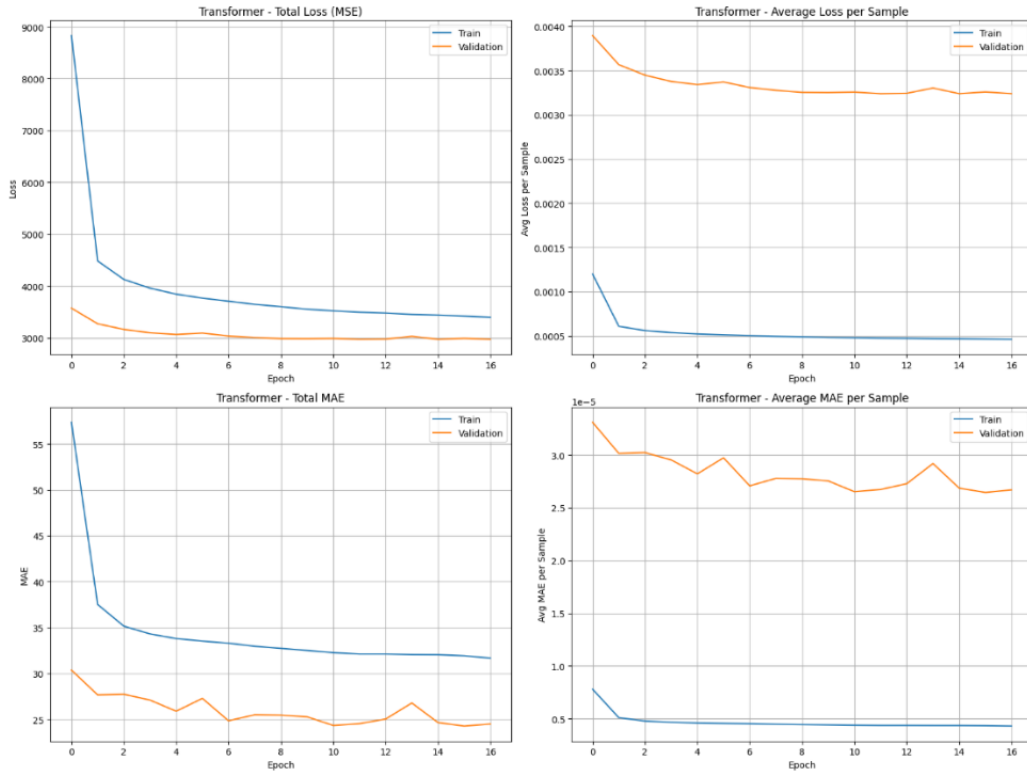 Transformer - Total Loss (MSE)
9000
8000
7000
6000
5000
4000
3000
Loss
0 2 4 6 8 10 12 14 16
Epoch
Train
Validation
Transformer - Average Loss per Sample
0.0040
0.0035
0.0030
0.0025
0.0020
0.0015
0.0010
0.0005
Avg Loss per Sample
0 2 4 6 8 10 12 14 16
Epoch
Train
Validation
Transformer - Total MAE
55
50
45
40
35
30
25
MAE
0 2 4 6 8 10 12 14 16
Epoch
Train
Validation
Transformer - Average MAE per Sample
1e-5
3.0
2.5
2.0
1.5
1.0
0.5
Avg MAE per Sample
0 2 4 6 8 10 12 14 16
Epoch
Train
Validation